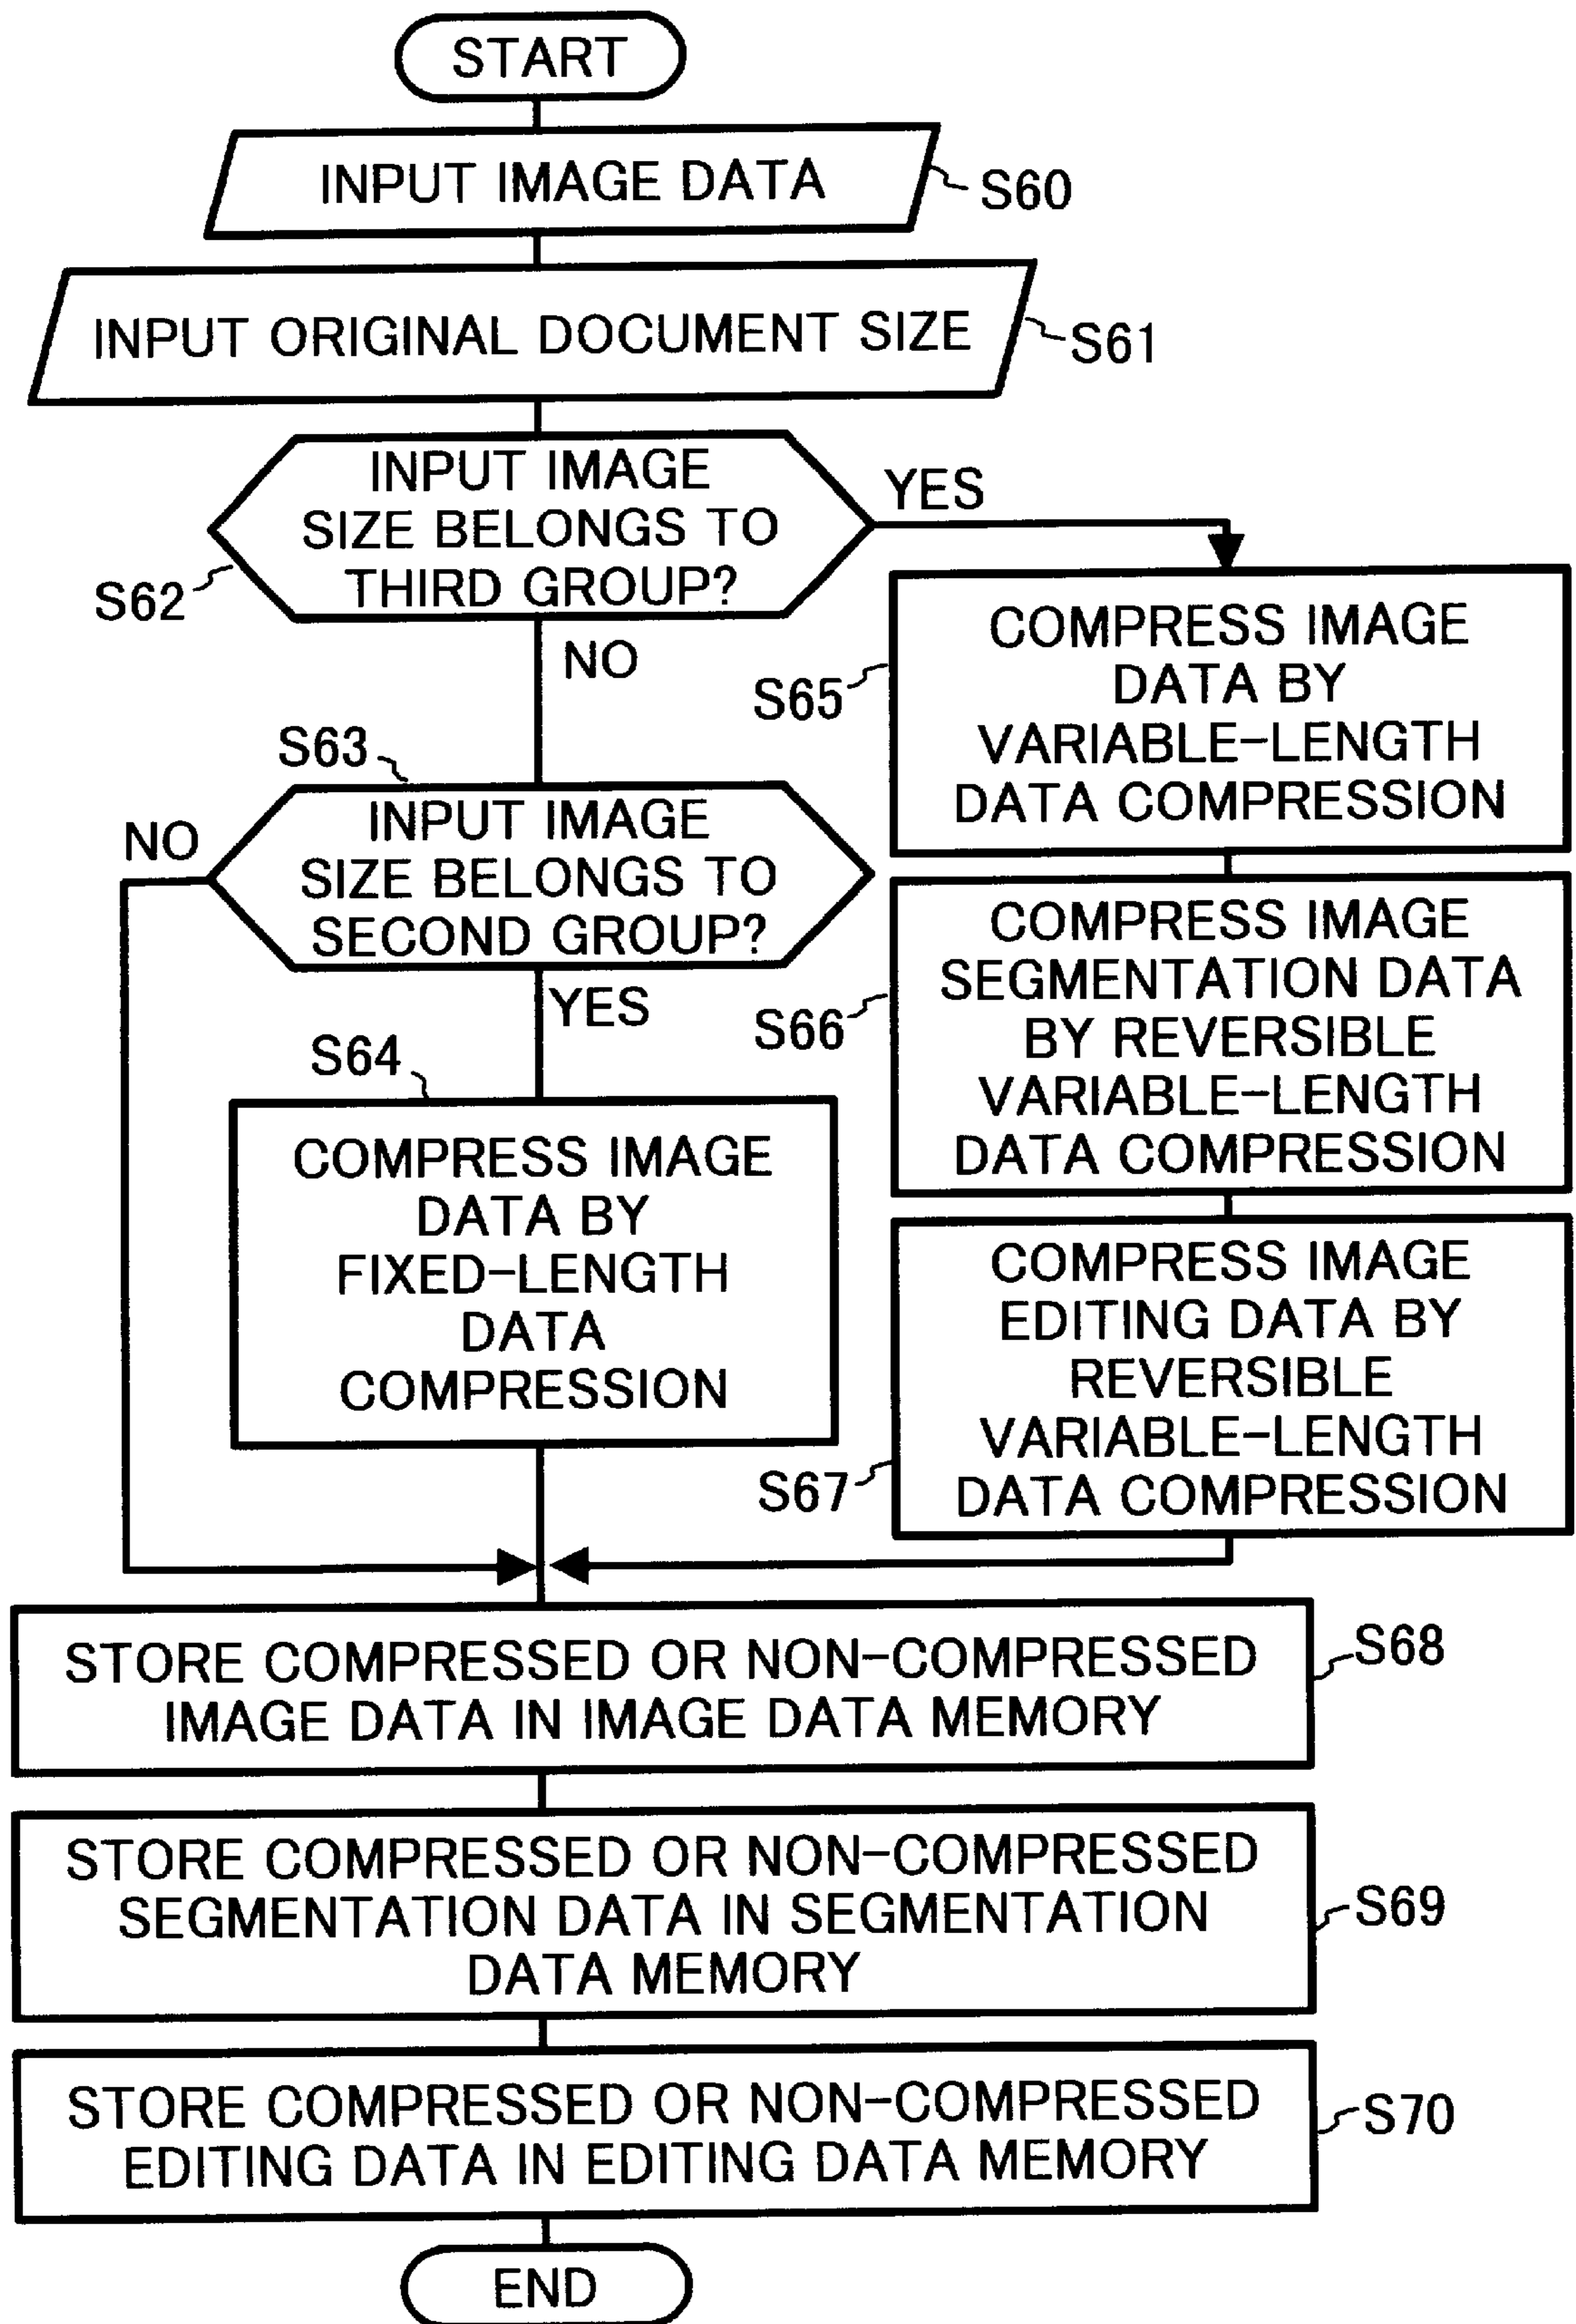 START
INPUT IMAGE DATA
S60
INPUT ORIGINAL DOCUMENT SIZE
S61
INPUT IMAGE
SIZE BELONGS TO
THIRD GROUP?
S62
YES
NO
S63
INPUT IMAGE
SIZE BELONGS TO
SECOND GROUP?
NO
YES
S64
COMPRESS IMAGE
DATA BY
FIXED-LENGTH
DATA
COMPRESSION
S65
COMPRESS IMAGE
DATA BY
VARIABLE-LENGTH
DATA COMPRESSION
S66
COMPRESS IMAGE
SEGMENTATION DATA
BY REVERSIBLE
VARIABLE-LENGTH
DATA COMPRESSION
S67
COMPRESS IMAGE
EDITING DATA BY
REVERSIBLE
VARIABLE-LENGTH
DATA COMPRESSION
STORE COMPRESSED OR NON-COMPRESSED
IMAGE DATA IN IMAGE DATA MEMORY
S68
STORE COMPRESSED OR NON-COMPRESSED
SEGMENTATION DATA IN SEGMENTATION
DATA MEMORY
S69
STORE COMPRESSED OR NON-COMPRESSED
EDITING DATA IN EDITING DATA MEMORY
S70
END